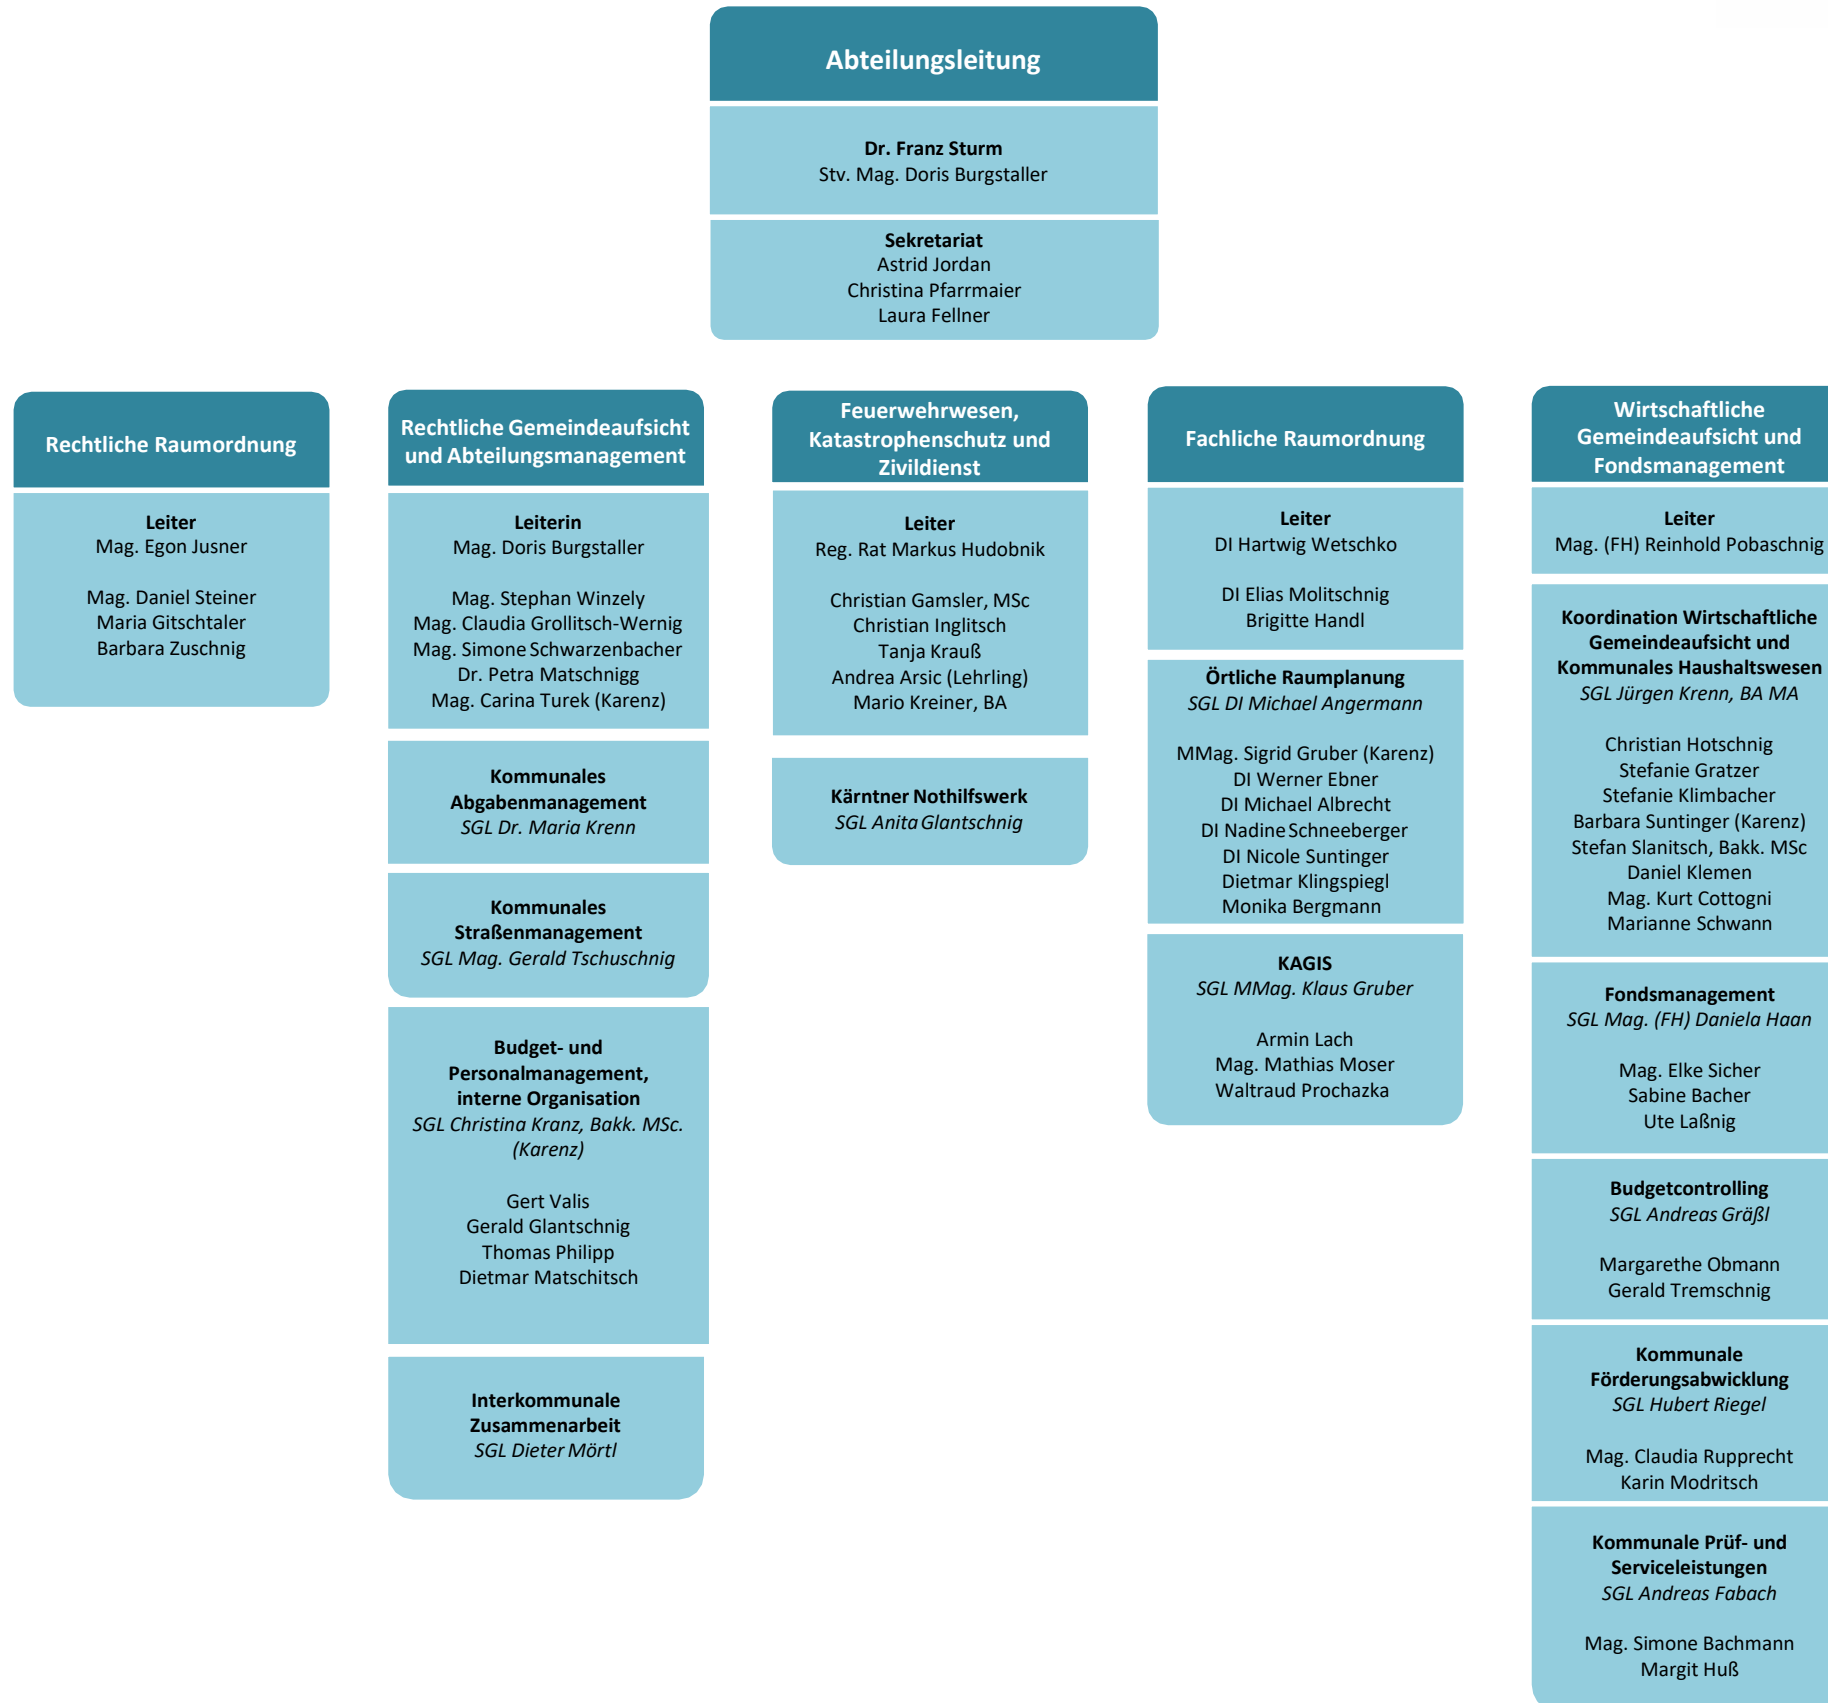 Abteilungsleitung
Dr. Franz Sturm
Stv. Mag. Doris Burgstaller
Sekretariat
Astrid Jordan
Christina Pfarrmaier
Laura Fellner
Rechtliche Raumordnung
Leiter
Mag. Egon Jusner
Mag. Daniel Steiner
Maria Gitschtaler
Barbara Zuschnig
Rechtliche Gemeindeaufsicht
und Abteilungsmanagement
Leiterin
Mag. Doris Burgstaller
Mag. Stephan Winzely
Mag. Claudia Grollitsch-Wernig
Mag. Simone Schwarzenbacher
Dr. Petra Matschnigg
Mag. Carina Turek (Karenz)
Kommunales
Abgabenmanagement
SGL Dr. Maria Krenn
Kommunales
Straßenmanagement
SGL Mag. Gerald Tschuschnig
Budget- und
Personalmanagement,
interne Organisation
SGL Christina Kranz, Bakk. MSc.
(Karenz)
Gert Valis
Gerald Glantschnig
Thomas Philipp
Dietmar Matschitsch
Interkommunale
Zusammenarbeit
SGL Dieter Mörtl
Feuerwehrwesen,
Katastrophenschutz und
Zivildienst
Leiter
Reg. Rat Markus Hudobnik
Christian Gamsler, MSc
Christian Inglitsch
Tanja Krauß
Andrea Arsic (Lehrling)
Mario Kreiner, BA
Kärntner Nothilfswerk
SGL Anita Glantschnig
Fachliche Raumordnung
Leiter
DI Hartwig Wetschko
DI Elias Molitschnig
Brigitte Handl
Örtliche Raumplanung
SGL DI Michael Angermann
MMag. Sigrid Gruber (Karenz)
DI Werner Ebner
DI Michael Albrecht
DI Nadine Schneeberger
DI Nicole Suntinger
Dietmar Klingspiegl
Monika Bergmann
KAGIS
SGL MMag. Klaus Gruber
Armin Lach
Mag. Mathias Moser
Waltraud Prochazka
Wirtschaftliche
Gemeindeaufsicht und
Fondsmanagement
Leiter
Mag. (FH) Reinhold Pobaschnig
Koordination Wirtschaftliche
Gemeindeaufsicht und
Kommunales Haushaltswesen
SGL Jürgen Krenn, BA MA
Christian Hotschnig
Stefanie Gratzer
Stefanie Klimbacher
Barbara Suntinger (Karenz)
Stefan Slanitsch, Bakk. MSc
Daniel Klemen
Mag. Kurt Cottogni
Marianne Schwann
Fondsmanagement
SGL Mag. (FH) Daniela Haan
Mag. Elke Sicher
Sabine Bacher
Ute Laßnig
Budgetcontrolling
SGL Andreas Gräßl
Margarethe Obmann
Gerald Tremschnig
Kommunale
Förderungsabwicklung
SGL Hubert Riegel
Mag. Claudia Rupprecht
Karin Modritsch
Kommunale Prüf- und
Serviceleistungen
SGL Andreas Fabach
Mag. Simone Bachmann
Margit Huß